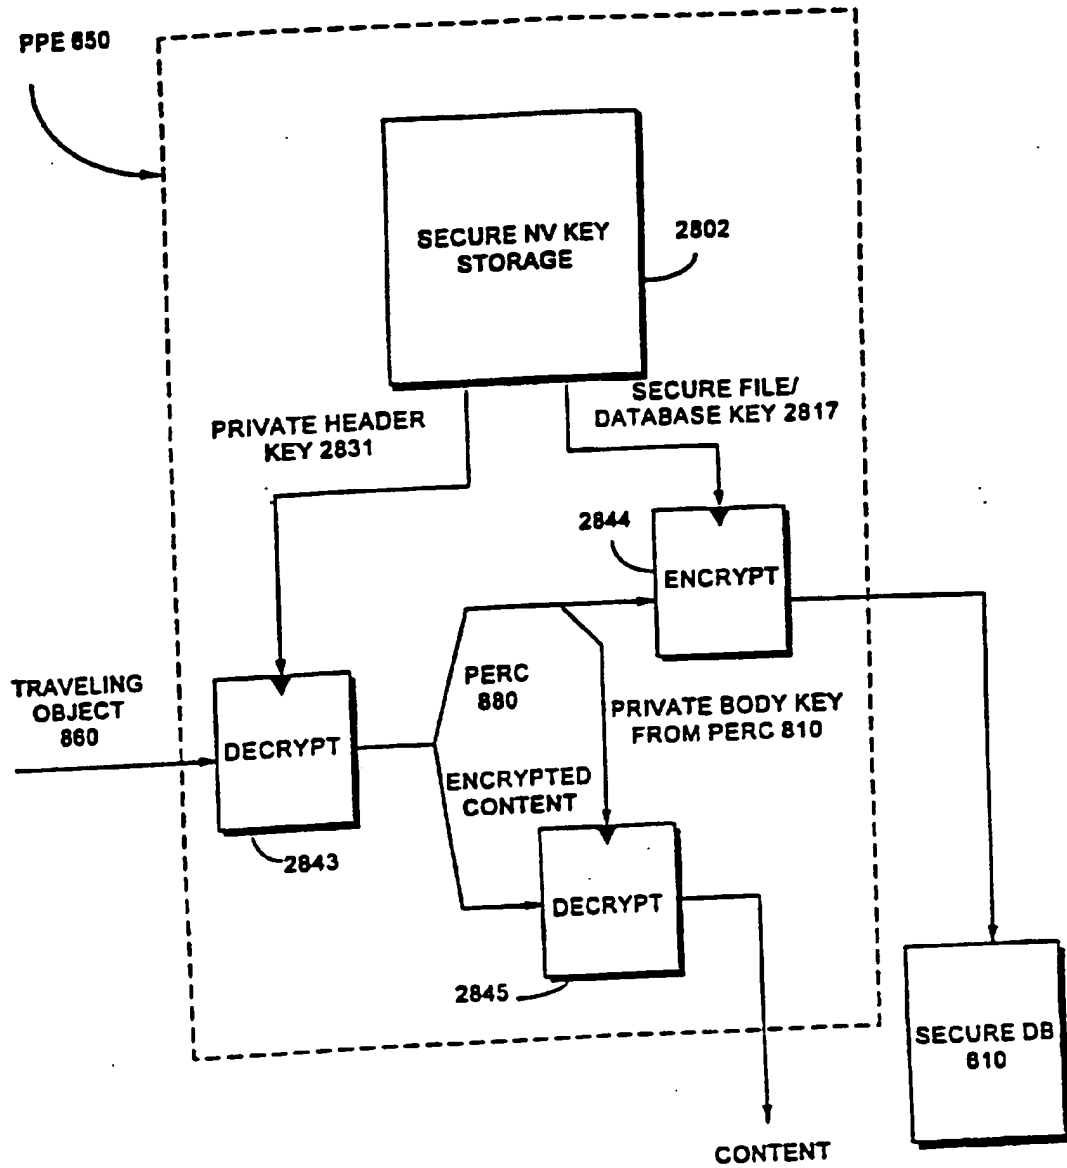 PPE 650
SECURE NV KEY
STORAGE
2802
PRIVATE HEADER
KEY 2831
SECURE FILE/
DATABASE KEY 2817
2844
ENCRYPT
TRAVELING
OBJECT
860
DECRYPT
PERC
880
PRIVATE BODY KEY
FROM PERC 810
ENCRYPTED
CONTENT
2843
DECRYPT
2845
SECURE DB
610
CONTENT